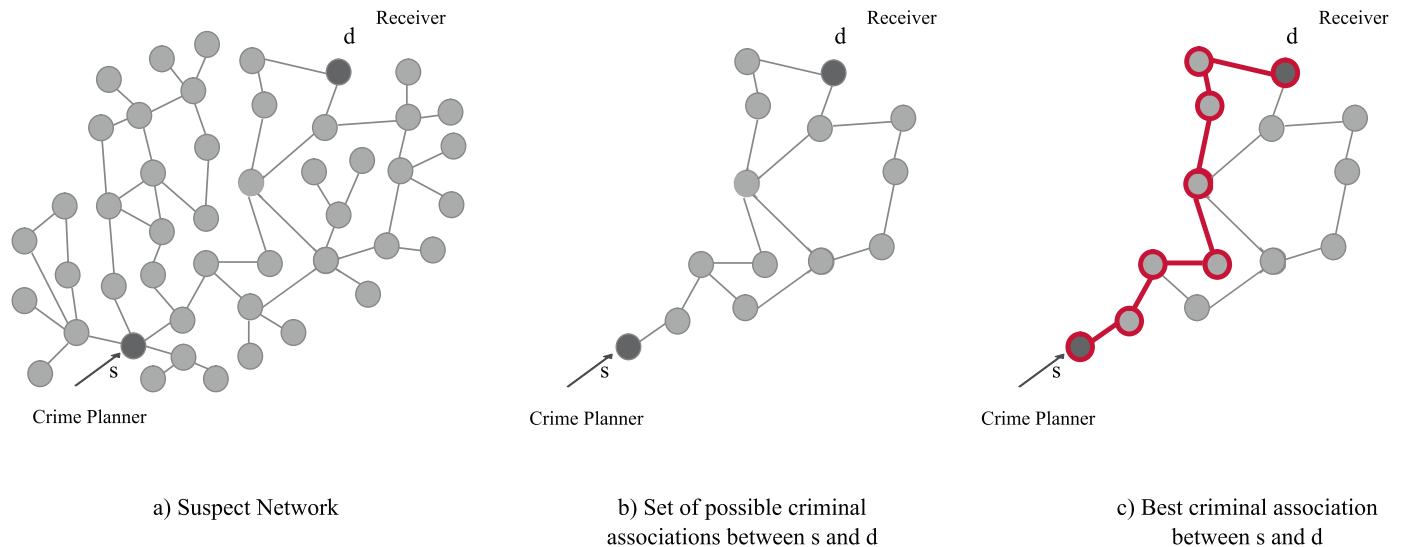 Receiver
d
s
Crime Planner
a) Suspect Network
Receiver
d
s
Crime Planner
b) Set of possible criminal
associations between s and d
Receiver
d
s
Crime Planner
c) Best criminal association
between s and d